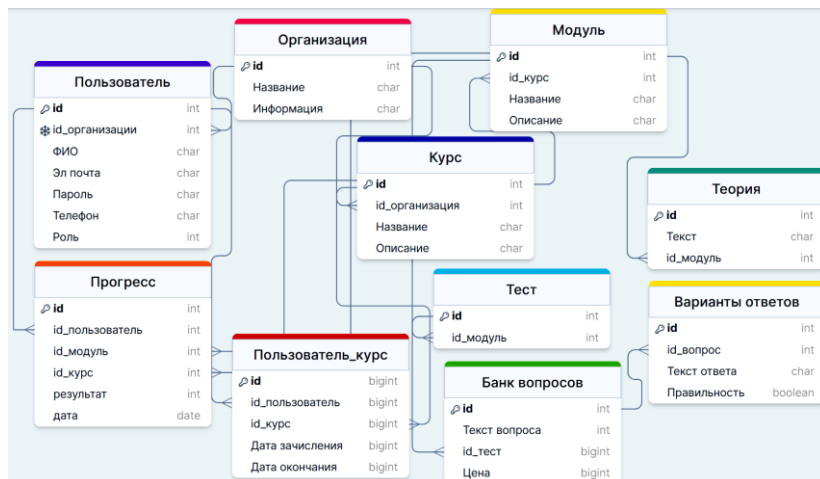 Организация
id int
Название char
Информация char
Модуль
id int
id_курс int
Название char
Описание char
Пользователь
id int
id_организации int
ФИО char
Эл почта char
Пароль char
Телефон char
Роль int
Курс
id int
id_организация int
Название char
Описание char
Теория
id int
Текст char
id_модуль int
Прогресс
id int
id_пользователь int
id_модуль int
id_курс int
результат int
дата date
Тест
id int
id_модуль int
Варианты ответов
id int
id_вопрос int
Текст ответа char
Правильность boolean
Пользователь_курс
id bigint
id_пользователь bigint
id_курс bigint
Дата зачисления bigint
Дата окончания bigint
Банк вопросов
id int
Текст вопроса int
id_тест bigint
Цена bigint